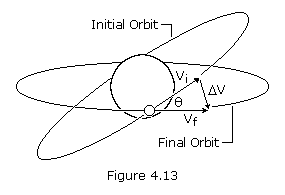 Initial Orbit
Vi
ΔV
θ
Vf
Final Orbit
Figure 4.13